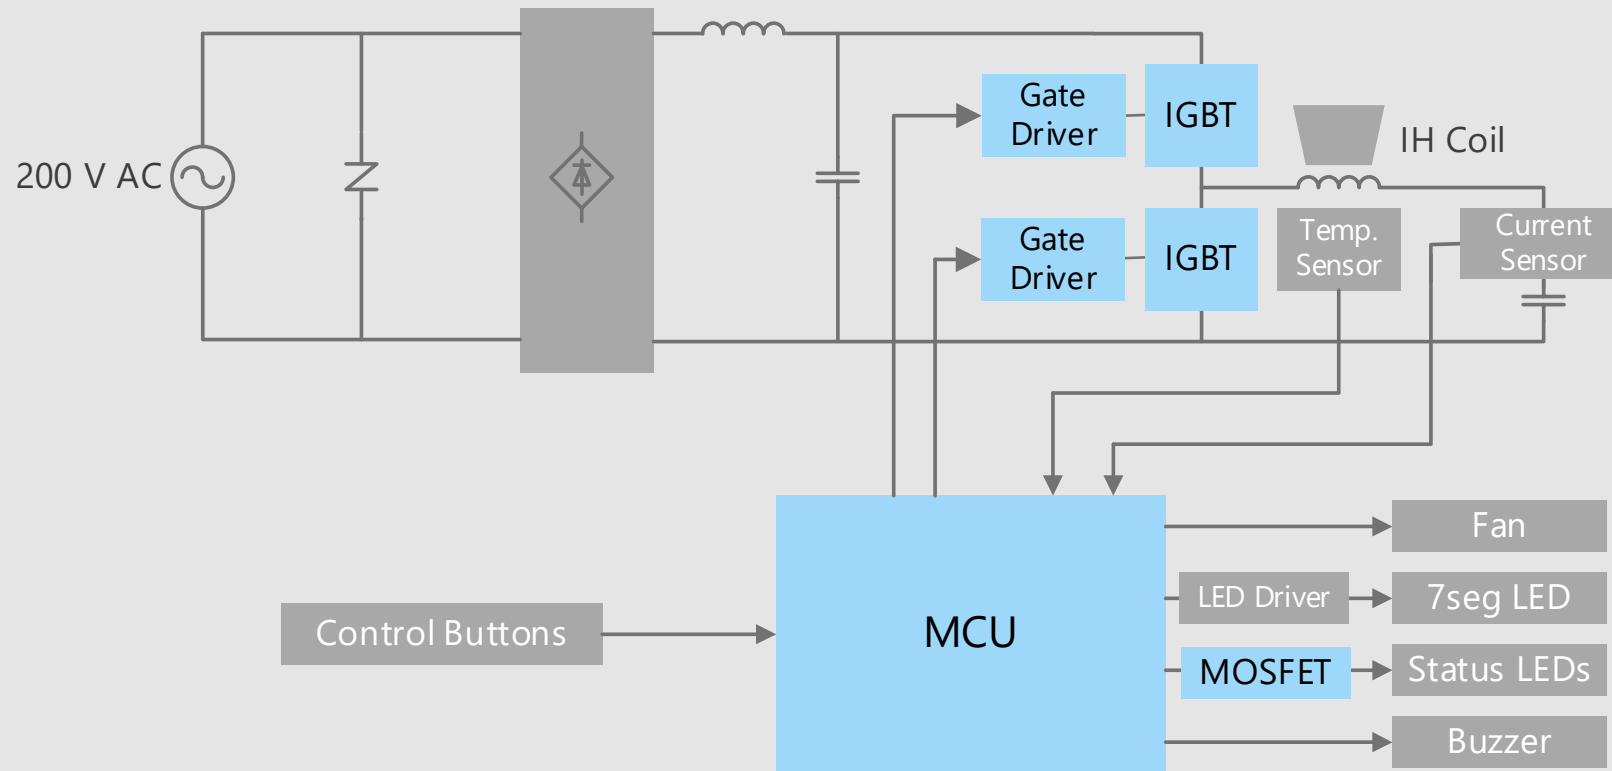 Gate
Driver
IGBT
IH Coil
200 V AC
Gate
Driver
IGBT
Temp.
Sensor
Current
Sensor
Fan
LED Driver
7seg LED
Control Buttons
MCU
MOSFET
Status LEDs
Buzzer